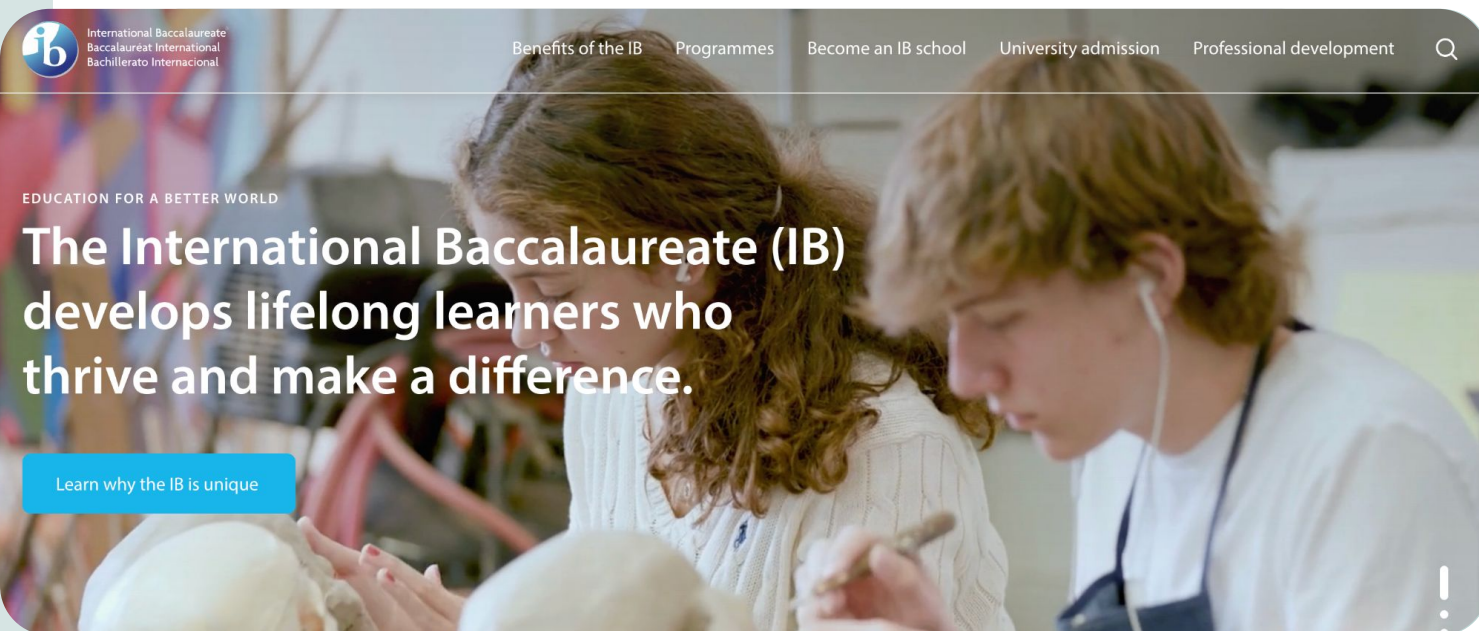 International Baccalaureate
Baccalauréat International
Bachillerato Internacional
Benefits of the IB
Programmes
Become an IB school
University admission
Professional development
EDUCATION FOR A BETTER WORLD
The International Baccalaureate (IB)
develops lifelong learners who
thrive and make a difference.
Learn why the IB is unique